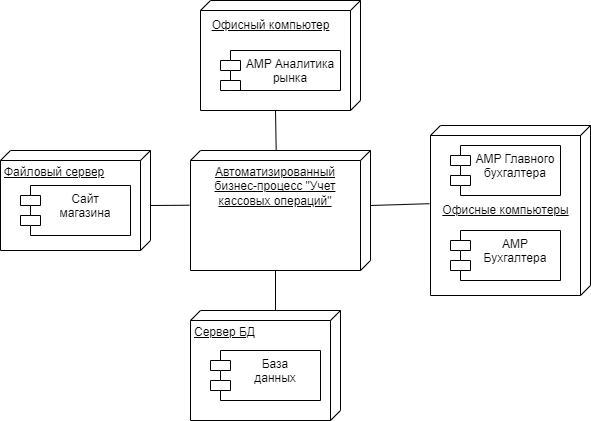 Офисный компьютер
АМР Аналитика
рынка
Файловый сервер
Сайт
магазина
Автоматизированный
бизнес-процесс "Учет
кассовых операций"
АМР Главного
бухгалтера
Офисные компьютеры
АМР
Бухгалтера
Сервер БД
База
данных